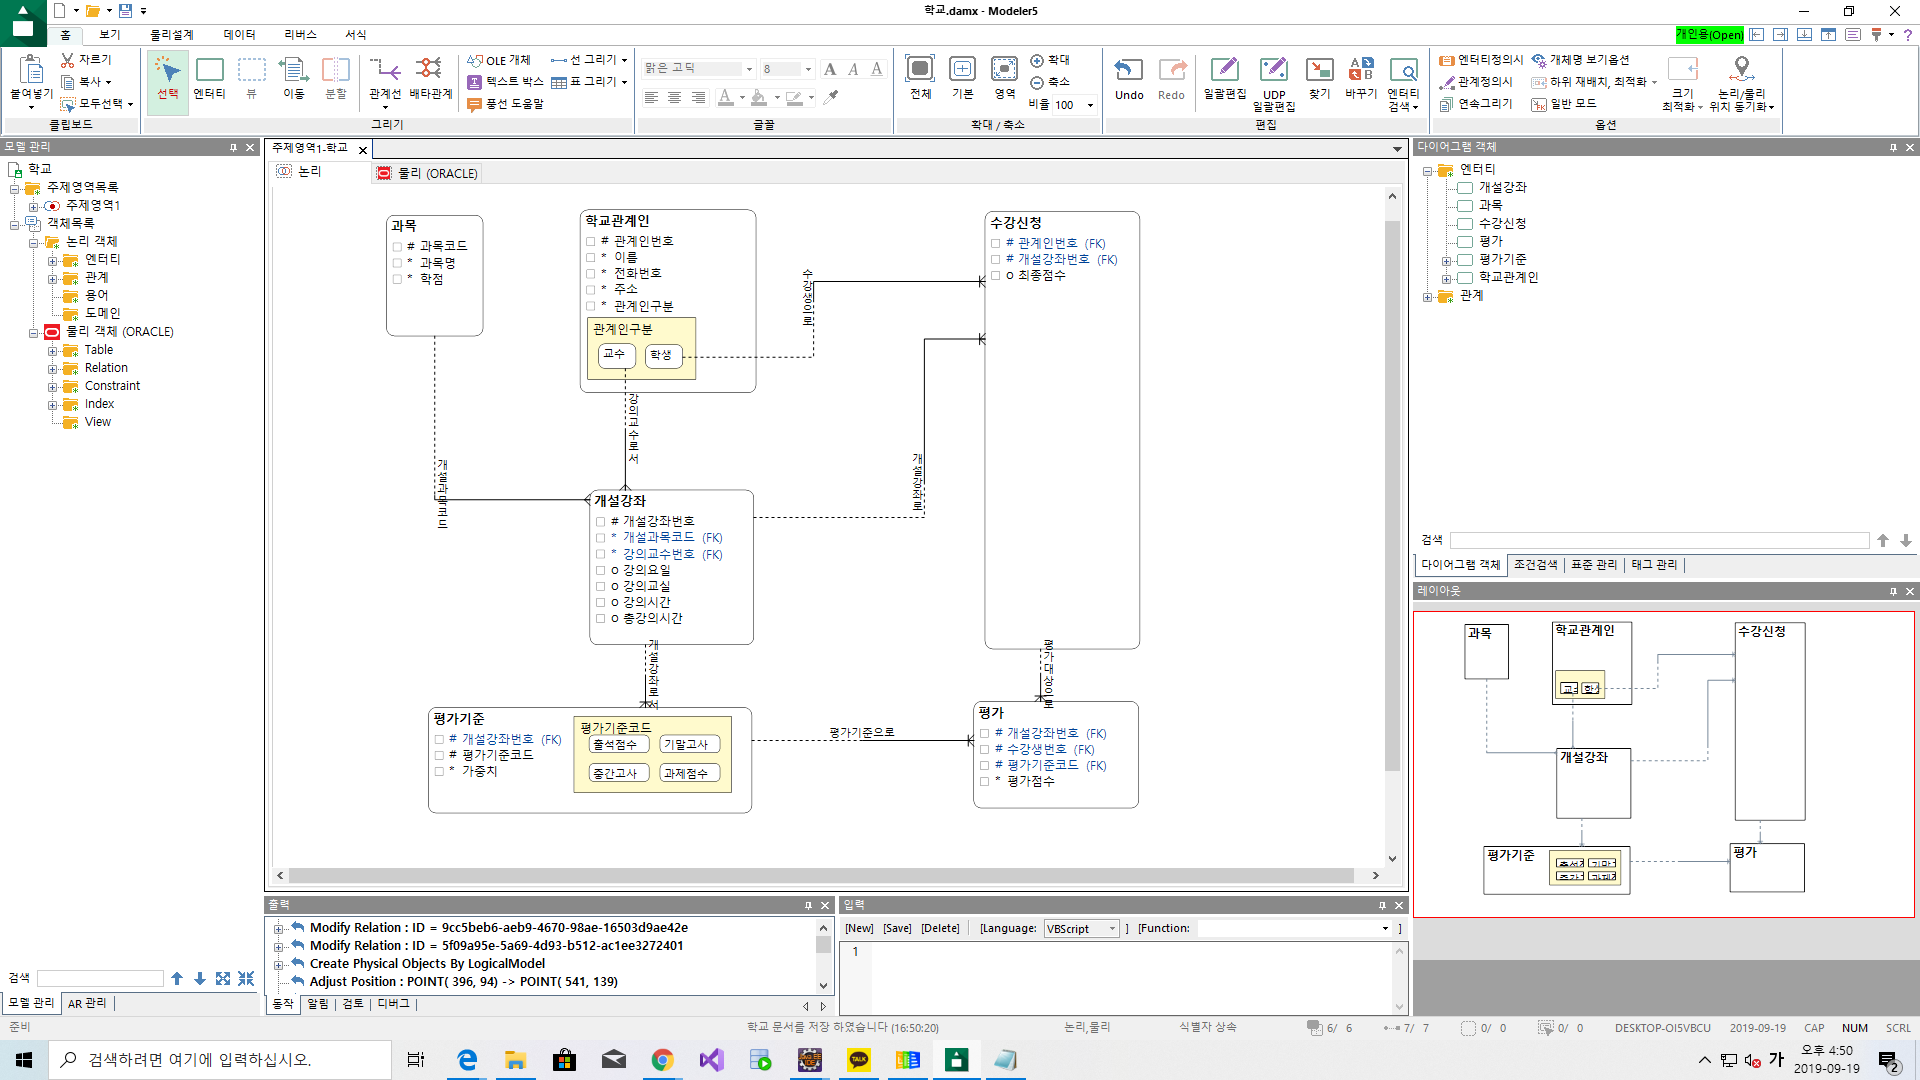 학교.damx - Modeler5
홈 보기 물리설계 데이터 리버스 서식
개인용(Open)
붙여넣기 자르기 복사 모두선택 클립보드
선택 엔터티 뷰 이동 분할 관계선 배타관계 OLE 개체 텍스트 박스 풍선 도움말 선 그리기 표 그리기 그리기
맑은 고딕 8 글꼴
전체 기본 영역 확대 축소 비율 100 확대 / 축소
Undo Redo 일괄편집 UDP 일괄편집 찾기 바꾸기 엔터티 검색 편집
엔터티정의시 관계정의시 연속그리기 개체명 보기옵션 하위 재배치, 최적화 일반 모드 크기 최적화 논리/물리 위치 동기화 옵션
모델 관리
학교
주제영역목록
주제영역1
객체목록
논리 객체
엔터티
관계
용어
도메인
물리 객체 (ORACLE)
Table
Relation
Constraint
Index
View
검색
모델 관리 AR 관리
주제영역1-학교
논리 물리 (ORACLE)
과목
# 과목코드
* 과목명
* 학점
학교관계인
# 관계인번호
* 이름
* 전화번호
* 주소
* 관계인구분
관계인구분
교수 학생
수강신청
# 관계인번호 (FK)
# 개설강좌번호 (FK)
o 최종점수
수강생으로
강의교수로서
개설과목코드
개설강좌로
개설강좌
# 개설강좌번호
* 개설과목코드 (FK)
* 강의교수번호 (FK)
o 강의요일
o 강의교실
o 강의시간
o 총강의시간
개설강좌로서
평가대상으로
평가기준
# 개설강좌번호 (FK)
# 평가기준코드
* 가중치
평가기준코드
출석점수 기말고사
중간고사 과제점수
평가기준으로
평가
# 개설강좌번호 (FK)
# 수강생번호 (FK)
# 평가기준코드 (FK)
* 평가점수
다이어그램 객체
엔터티
개설강좌
과목
수강신청
평가
평가기준
학교관계인
관계
검색
다이어그램 객체 조건검색 표준 관리 태그 관리
레이아웃
과목 학교관계인 수강신청
개설강좌
평가기준 평가
출력
Modify Relation : ID = 9cc5beb6-aeb9-4670-98ae-16503d9ae42e
Modify Relation : ID = 5f09a95e-5a69-4d93-b512-ac1ee3272401
Create Physical Objects By LogicalModel
Adjust Position : POINT( 396, 94) -> POINT( 541, 139)
동작 알림 검토 디버그
입력
[New] [Save] [Delete] [Language: VBScript ] [Function: ]
1
준비 학교 문서를 저장 하였습니다 (16:50:20) 논리,물리 식별자 상속 6/ 6 7/ 7 0/ 0 0/ 0 DESKTOP-OI5VBCU 2019-09-19 CAP NUM SCRL
검색하려면 여기에 입력하십시오.
TALK
가
오후 4:50
2019-09-19
2